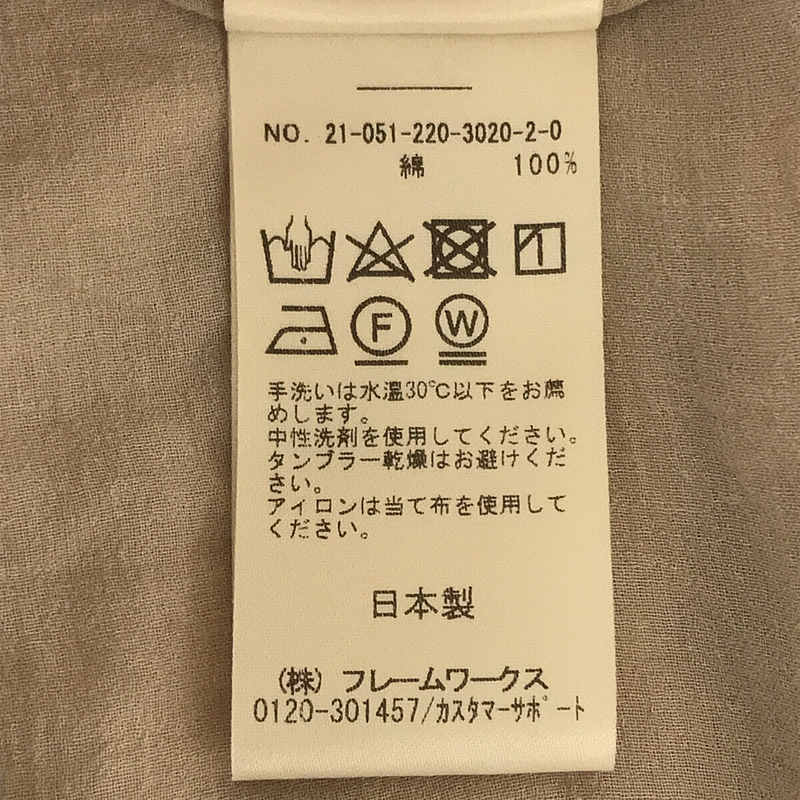 NO. 21-051-220-3020-2-0
綿 100%
F W
手洗いは水温30℃以下をお薦
めします。
中性洗剤を使用してください。
タンブラー乾燥はお避けくだ
さい。
アイロンは当て布を使用して
ください。
日本製
(株) フレームワークス
0120-301457/カスタマーサポート